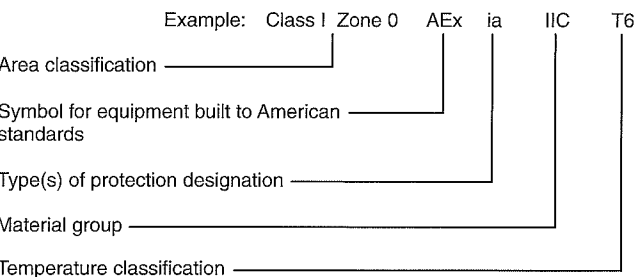 Example: Class I Zone 0 AEx ia IIC T6
Area classification
Symbol for equipment built to American
standards
Type(s) of protection designation
Material group
Temperature classification